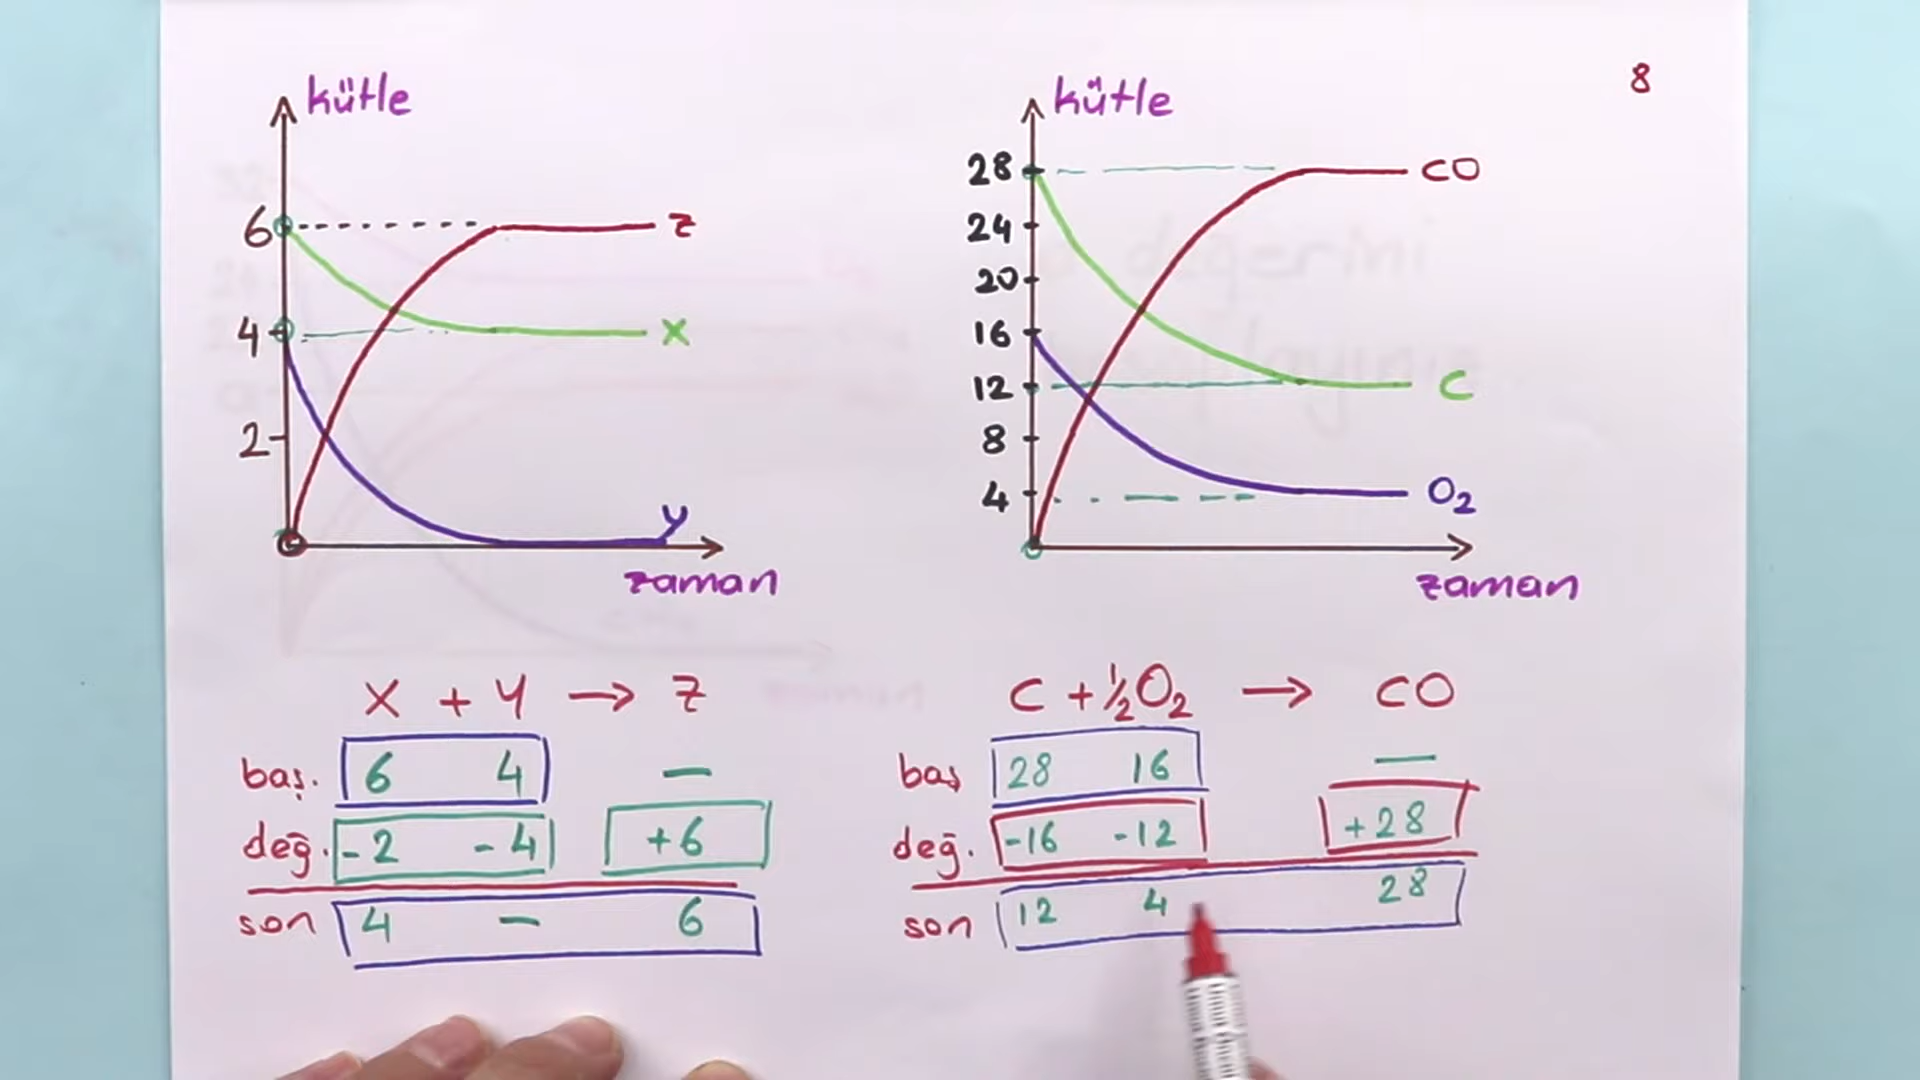 8
kütle
6
4
2
z
x
y
zaman
kütle
28
24
20
16
12
8
4
CO
C
O₂
zaman
X + Y → Z
baş. 6 4 —
değ. -2 -4 +6
son 4 — 6
C + ½O₂ → CO
baş 28 16 —
değ. -16 -12 +28
son 12 4 28
değerini